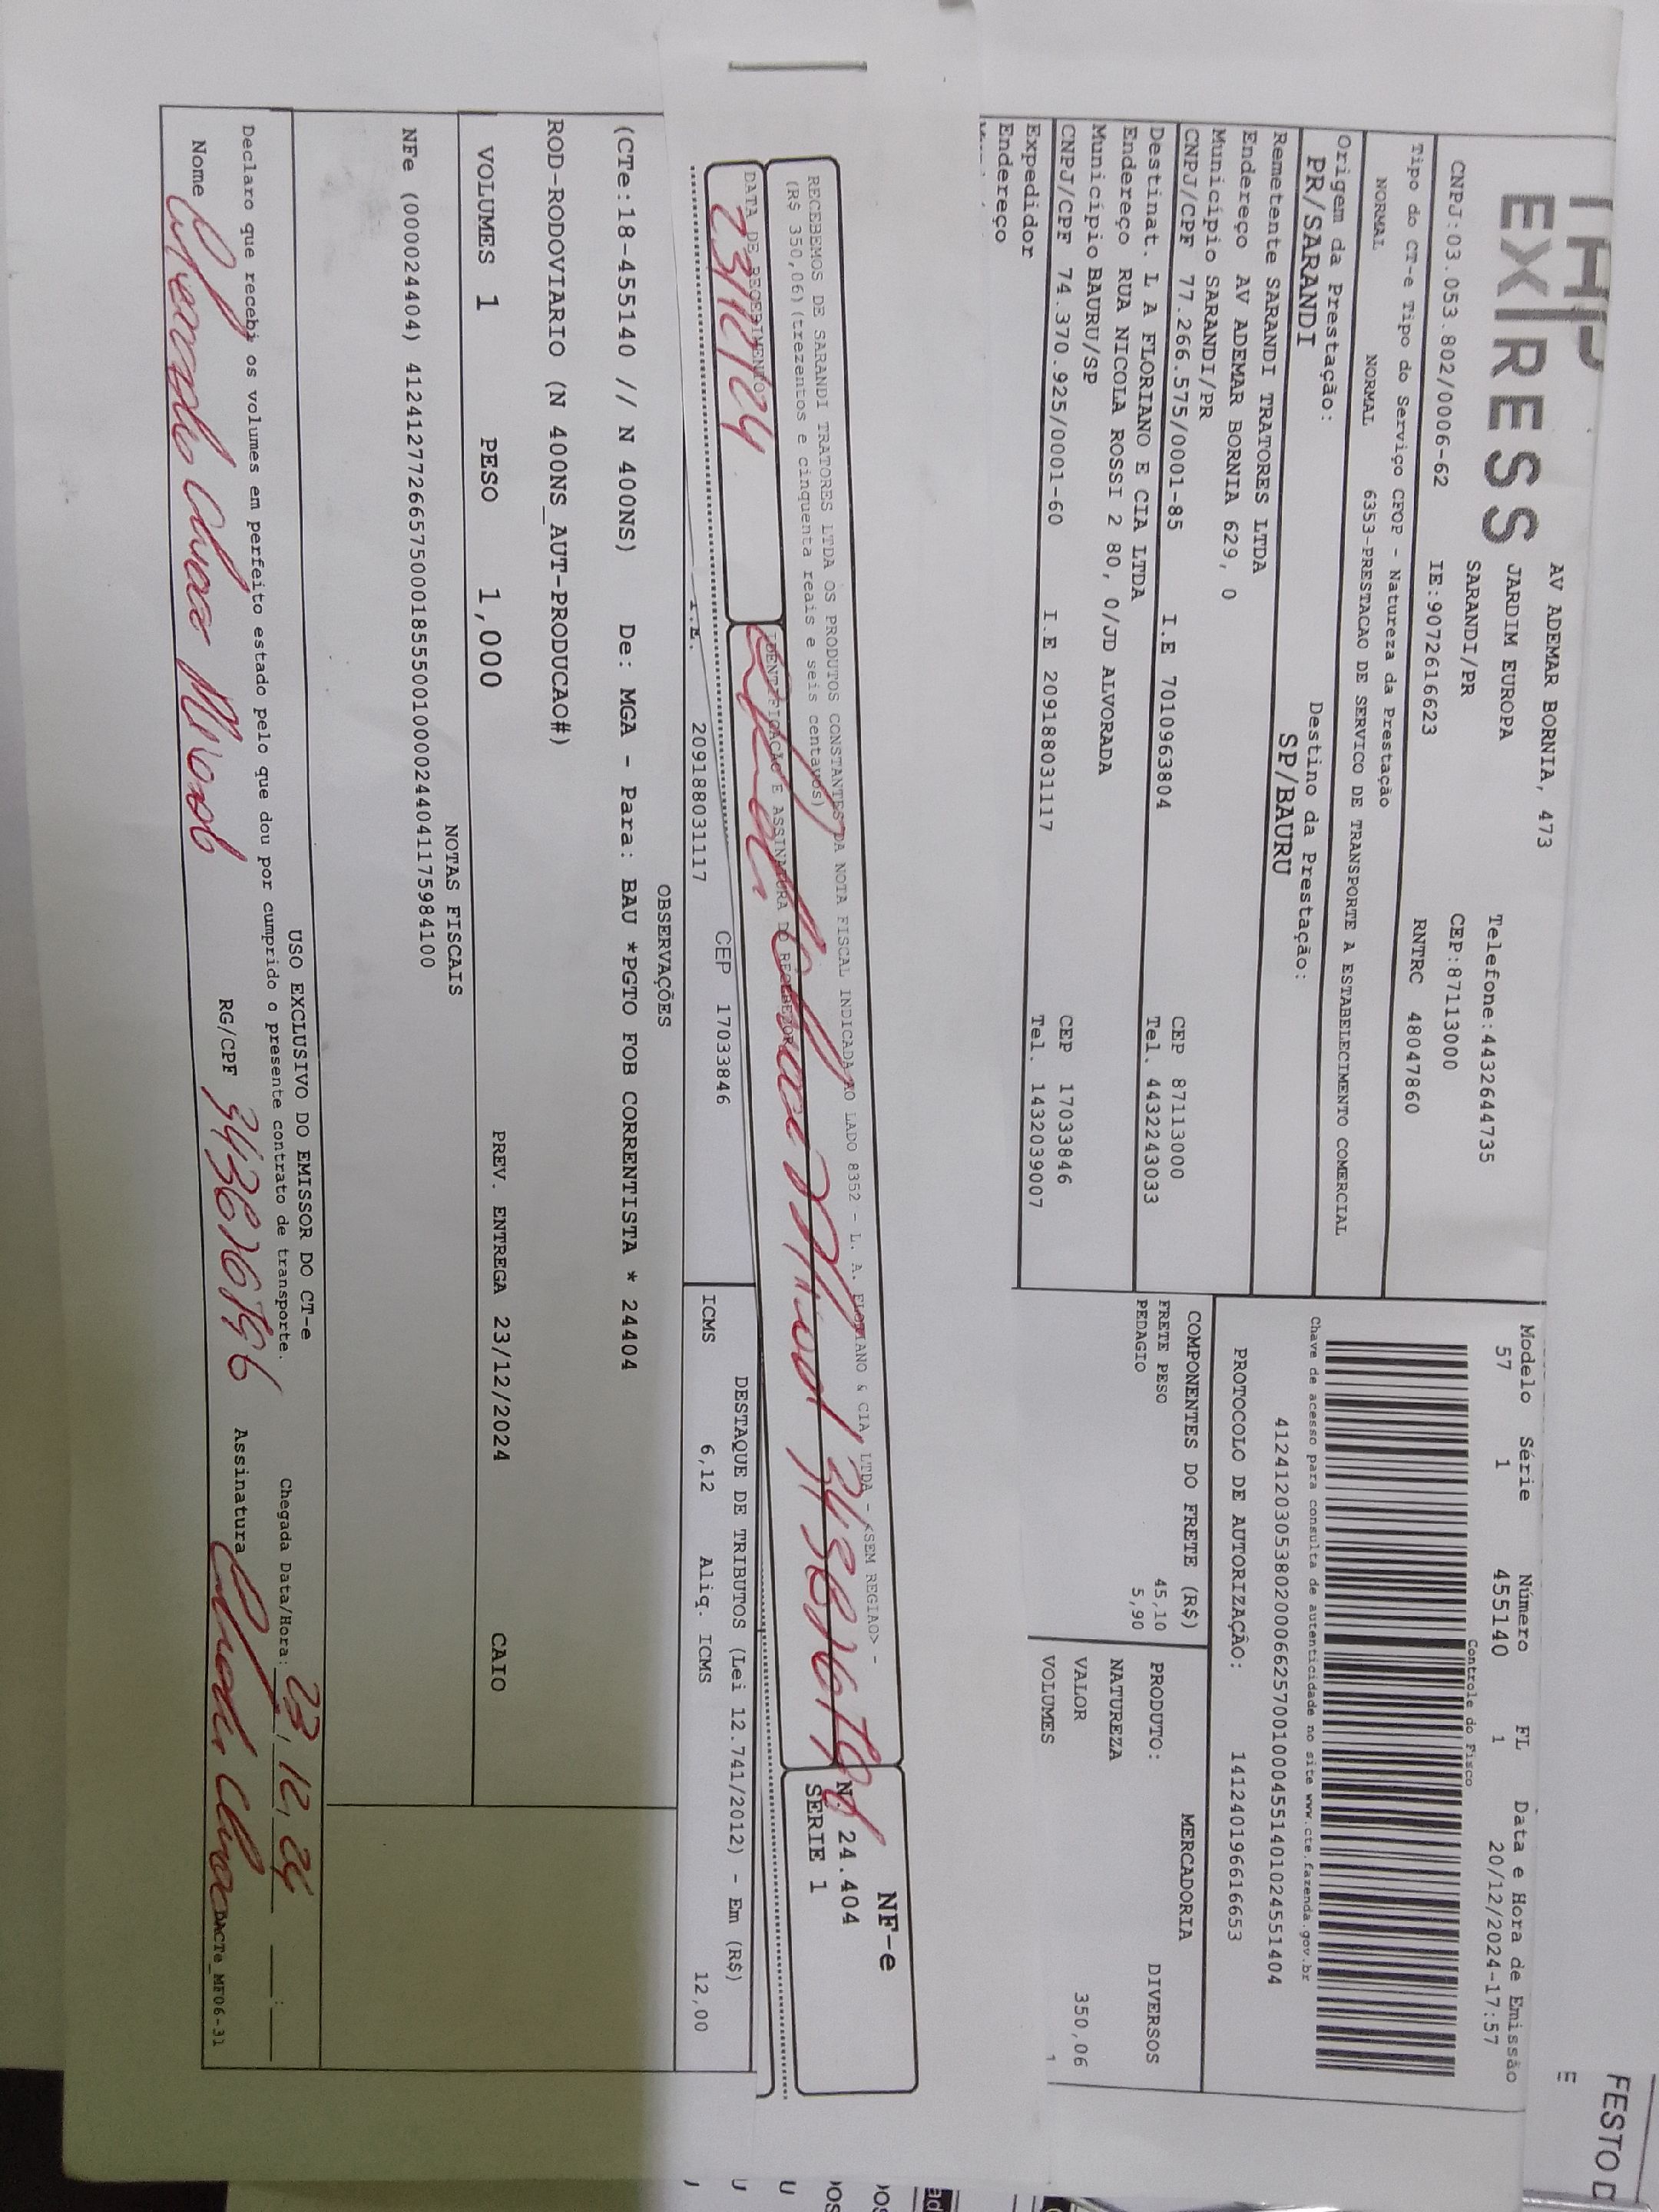 EXPRESS
AV ADEMAR BORNIA, 473
JARDIM EUROPA
SARANDI/PR
Telefone:4432644735
CEP:87113000
CNPJ:03.053.802/0006-62 IE:9072616623 RNTRC 48047860
Modelo Série Número FL Data e Hora de Emissão
57 1 455140 1 20/12/2024-17:57
Controle do Fisco
Tipo do CT-e Tipo do Serviço CFOP - Natureza da Prestação
NORMAL NORMAL 6353-PRESTACAO DE SERVICO DE TRANSPORTE A ESTABELECIMENTO COMERCIAL
Chave de acesso para consulta de autenticidade no site www.cte.fazenda.gov.br
41241203053802000662570010004551401024551404
Origem da Prestação: Destino da Prestação:
PR/SARANDI SP/BAURU
PROTOCOLO DE AUTORIZAÇÃO: 141240196616653
Remetente SARANDI TRATORES LTDA
Endereço AV ADEMAR BORNIA 629, 0
Município SARANDI/PR CEP 87113000
CNPJ/CPF 77.266.575/0001-85 I.E 7010963804 Tel. 4432243033
Destinat. L A FLORIANO E CIA LTDA
Endereço RUA NICOLA ROSSI 2 80, 0/JD ALVORADA
Município BAURU/SP CEP 17033846
CNPJ/CPF 74.370.925/0001-60 I.E 209188031117 Tel. 1432039007
Expedidor
Endereço
COMPONENTES DO FRETE (R$)
FRETE PESO 45,10
PEDAGIO 5,90
MERCADORIA
PRODUTO: DIVERSOS
NATUREZA
VALOR 350,06
VOLUMES 1
RECEBEMOS DE SARANDI TRATORES LTDA OS PRODUTOS CONSTANTES DA NOTA FISCAL INDICADA AO LADO 8352 - L. A. FLORIANO & CIA LTDA - <SEM REGIAO> -
(R$ 350,06) (trezentos e cinquenta reais e seis centavos)
DATA DE RECEBIMENTO
23/12/24
IDENTIFICAÇÃO E ASSINATURA DO RECEBEDOR
NF-e
N. 24.404
SERIE 1
I.E. 209188031117 CEP 17033846
DESTAQUE DE TRIBUTOS (Lei 12.741/2012) - Em (R$)
ICMS 6,12 Aliq. ICMS 12,00
OBSERVAÇÕES
(CTe:18-455140 // N 400NS) De: MGA - Para: BAU *PGTO FOB CORRENTISTA * 24404
ROD-RODOVIARIO (N 400NS_AUT-PRODUCAO#)
VOLUMES 1 PESO 1,000 PREV. ENTREGA 23/12/2024 CAIO
NOTAS FISCAIS
NFe (000024404) 41241277266575000185550010000244041175984100
USO EXCLUSIVO DO EMISSOR DO CT-e
Declaro que recebi os volumes em perfeito estado pelo que dou por cumprido o presente contrato de transporte.
Chegada Data/Hora: 23, 12, 24 __:__
Nome RG/CPF Assinatura
DACTe_MF06-31
FESTO D
E